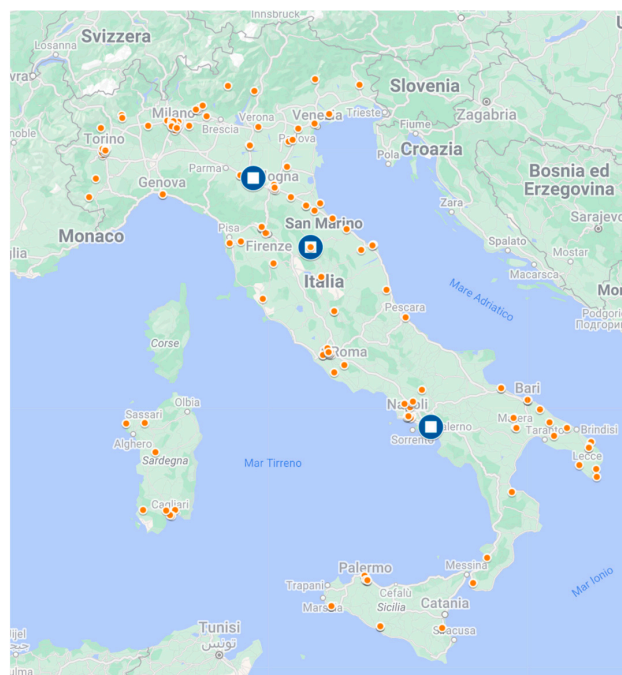 Innsbruck
Svizzera
Losanna
Slovenia
Zagabria
Milano
Verona
Venezia
Trieste
Torino
Brescia
Padova
Fiume
Croazia
Parma
Pola
Genova
Bosnia ed
Erzegovina
Zara
San Marino
Sarajevo
Pisa
Monaco
Firenze
Spalato
Mostar
Italia
Macarsca
Mare Adriatico
Pescara
Podgori
Подгори
Corse
Roma
Bari
Olbia
Napoli
Sassari
Matera
Brindisi
Taranto
Alghero
Sorrento
Lecce
Sardegna
Mar Tirreno
Cagliari
Palermo
Messina
Trapani
Mar Ionio
Cefalù
Marsala
Sicilia
Catania
Siracusa
Tunisi
تونس